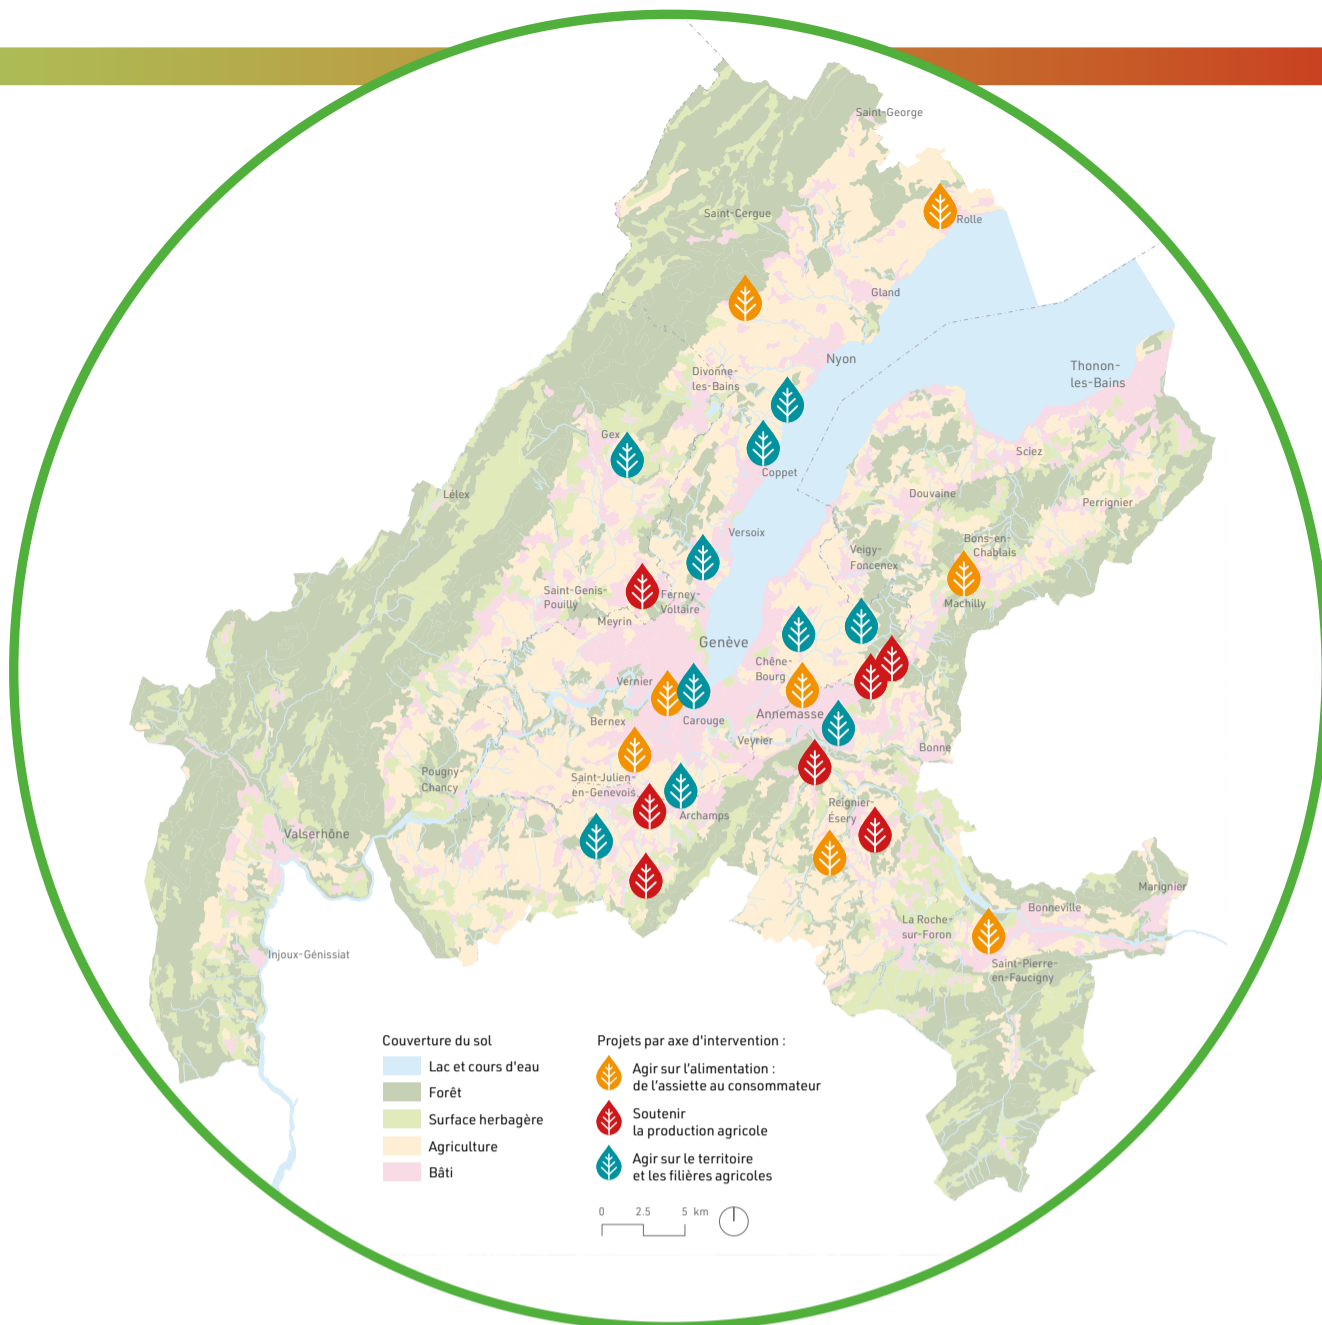 Saint-George
Saint-Cergue
Rolle
Gland
Nyon
Divonne-
les-Bains
Thonon-
les-Bains
Gex
Sciez
Coppet
Lélex
Douvaine
Perrignier
Versoix
Bons-en-
Chablais
Veigy-
Foncenex
Saint-Genis-
Pouilly
Ferney-
Voltaire
Machilly
Meyrin
Genève
Chêne-
Bourg
Vernier
Bernex
Carouge
Annemasse
Veyrier
Bonne
Pougny-
Chancy
Saint-Julien-
en-Genevois
Archamps
Reignier-
Ésery
Valserhône
Marignier
Bonneville
La Roche-
sur-Foron
Injoux-Génissiat
Saint-Pierre-
en-Faucigny
Couverture du sol
Lac et cours d'eau
Forêt
Surface herbagère
Agriculture
Bâti
Projets par axe d'intervention :
Agir sur l'alimentation :
de l'assiette au consommateur
Soutenir
la production agricole
Agir sur le territoire
et les filières agricoles
0 2.5 5 km